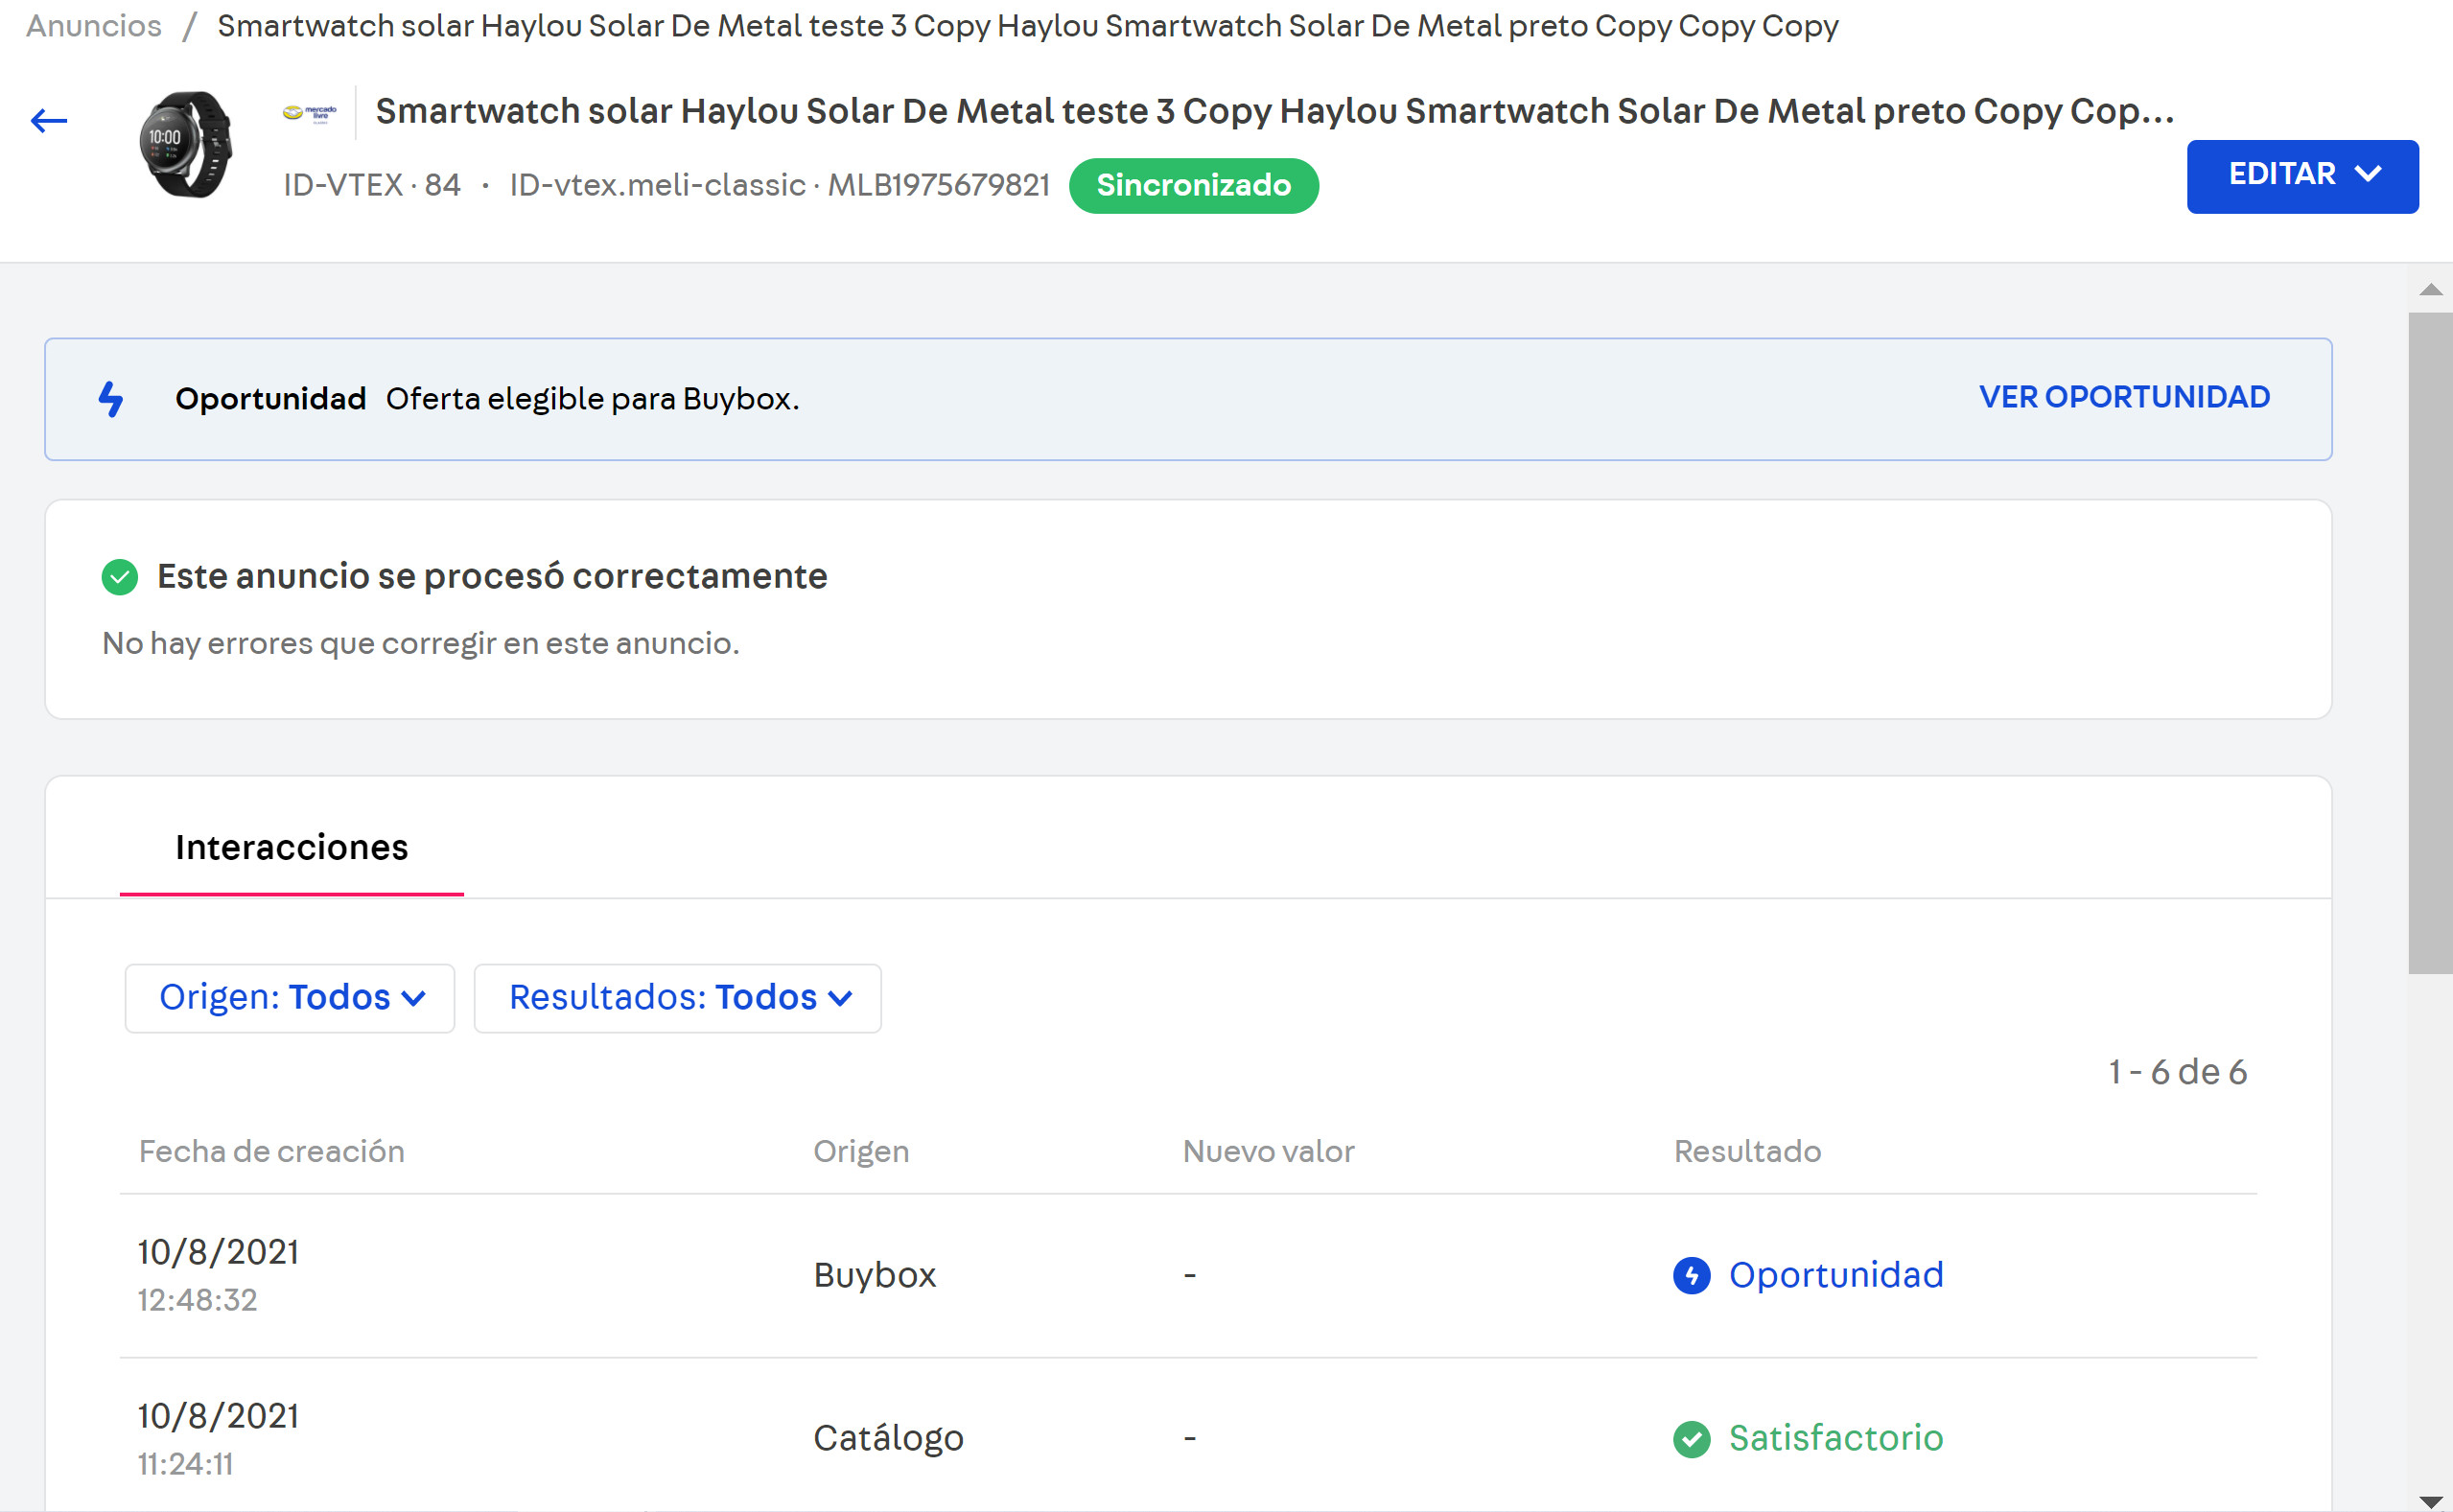 Anuncios / Smartwatch solar Haylou Solar De Metal teste 3 Copy Haylou Smartwatch Solar De Metal preto Copy Copy Copy
mercado livre
Smartwatch solar Haylou Solar De Metal teste 3 Copy Haylou Smartwatch Solar De Metal preto Copy Cop...
10:00
ID-VTEX · 84 · ID-vtex.meli-classic · MLB1975679821 Sincronizado
EDITAR
Oportunidad Oferta elegible para Buybox. VER OPORTUNIDAD
Este anuncio se procesó correctamente
No hay errores que corregir en este anuncio.
Interacciones
Origen: Todos Resultados: Todos
1 - 6 de 6
Fecha de creación Origen Nuevo valor Resultado
10/8/2021
12:48:32
Buybox - Oportunidad
10/8/2021
11:24:11
Catálogo - Satisfactorio